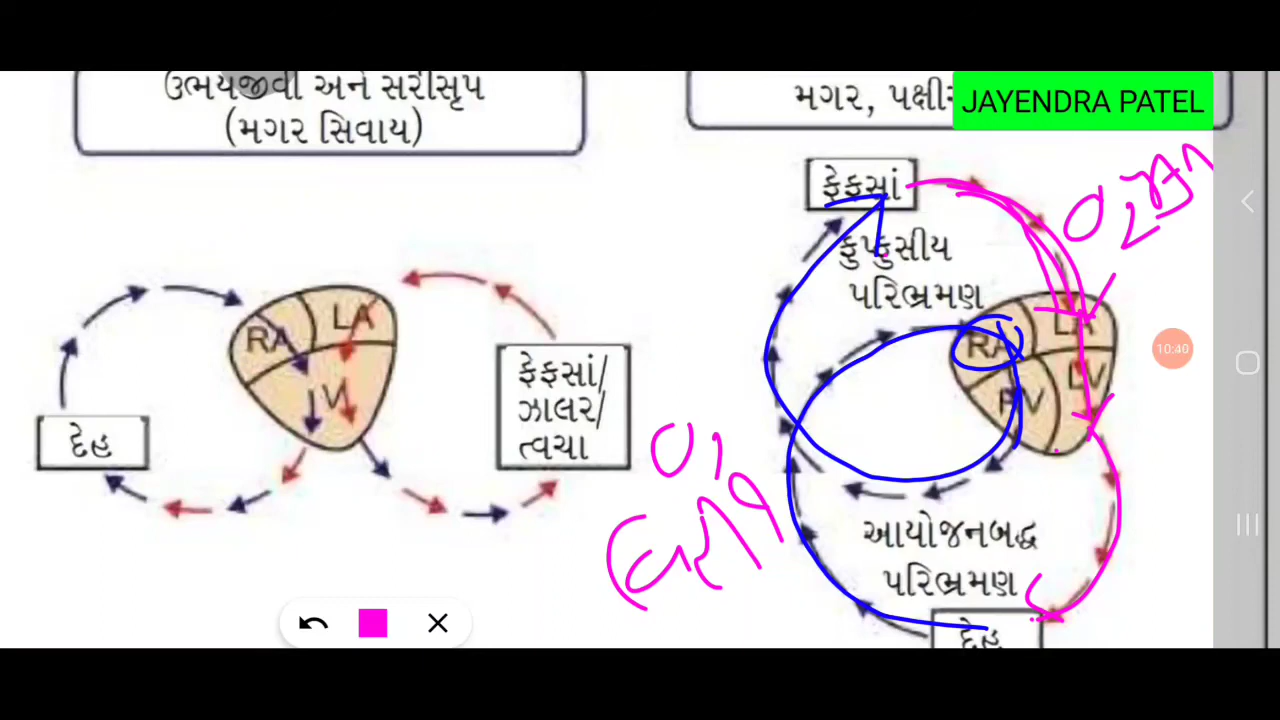 ઉભયજીવી અને સરીસૃપ
(મગર સિવાય)
મગર,
JAYENDRA PATEL
ફેફસાં
ફુપ્ફુસીય
પરિભ્રમણ
RA
LA
V
દેહ
ફેફસાં/
ઝાલર/
ત્વચા
RA
LA
RV
LV
O2
આયોજનબદ્ધ
પરિભ્રમણ
દેહ
10:40